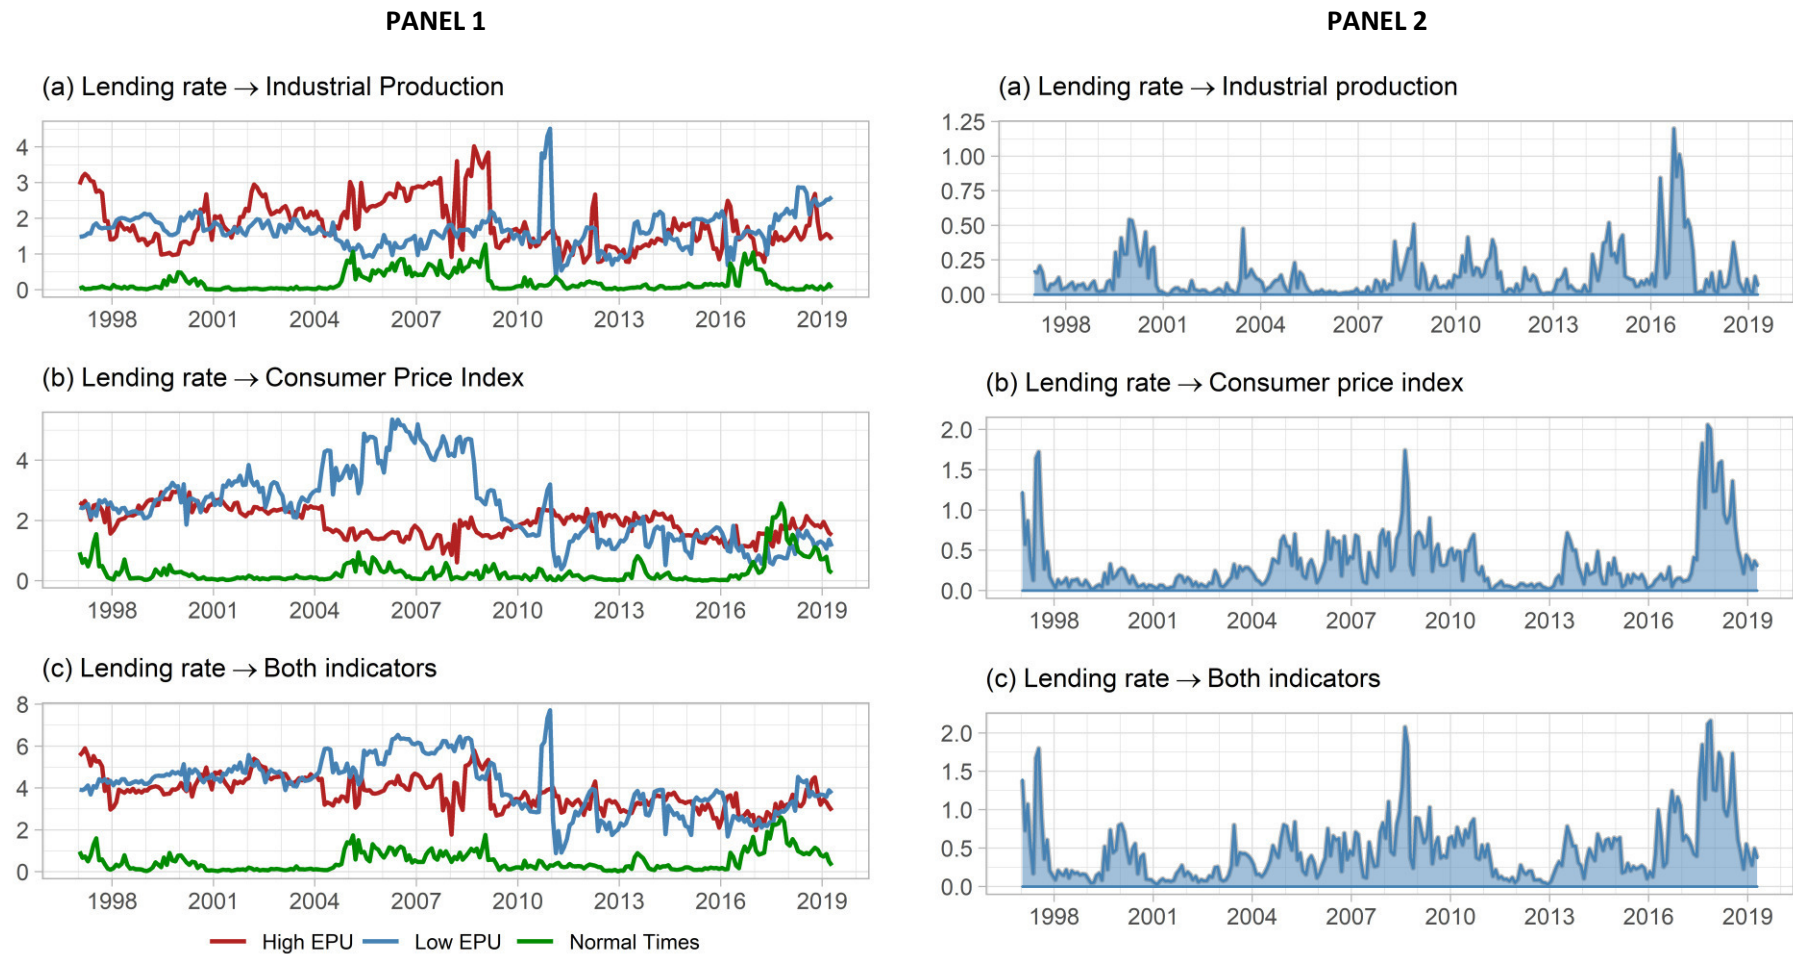 PANEL 1
(a) Lending rate → Industrial Production
4
3
2
1
0
1998 2001 2004 2007 2010 2013 2016 2019
(b) Lending rate → Consumer Price Index
4
2
0
1998 2001 2004 2007 2010 2013 2016 2019
(c) Lending rate → Both indicators
8
6
4
2
0
1998 2001 2004 2007 2010 2013 2016 2019
High EPU Low EPU Normal Times
PANEL 2
(a) Lending rate → Industrial production
1.25
1.00
0.75
0.50
0.25
0.00
1998 2001 2004 2007 2010 2013 2016 2019
(b) Lending rate → Consumer price index
2.0
1.5
1.0
0.5
0.0
1998 2001 2004 2007 2010 2013 2016 2019
(c) Lending rate → Both indicators
2.0
1.5
1.0
0.5
0.0
1998 2001 2004 2007 2010 2013 2016 2019